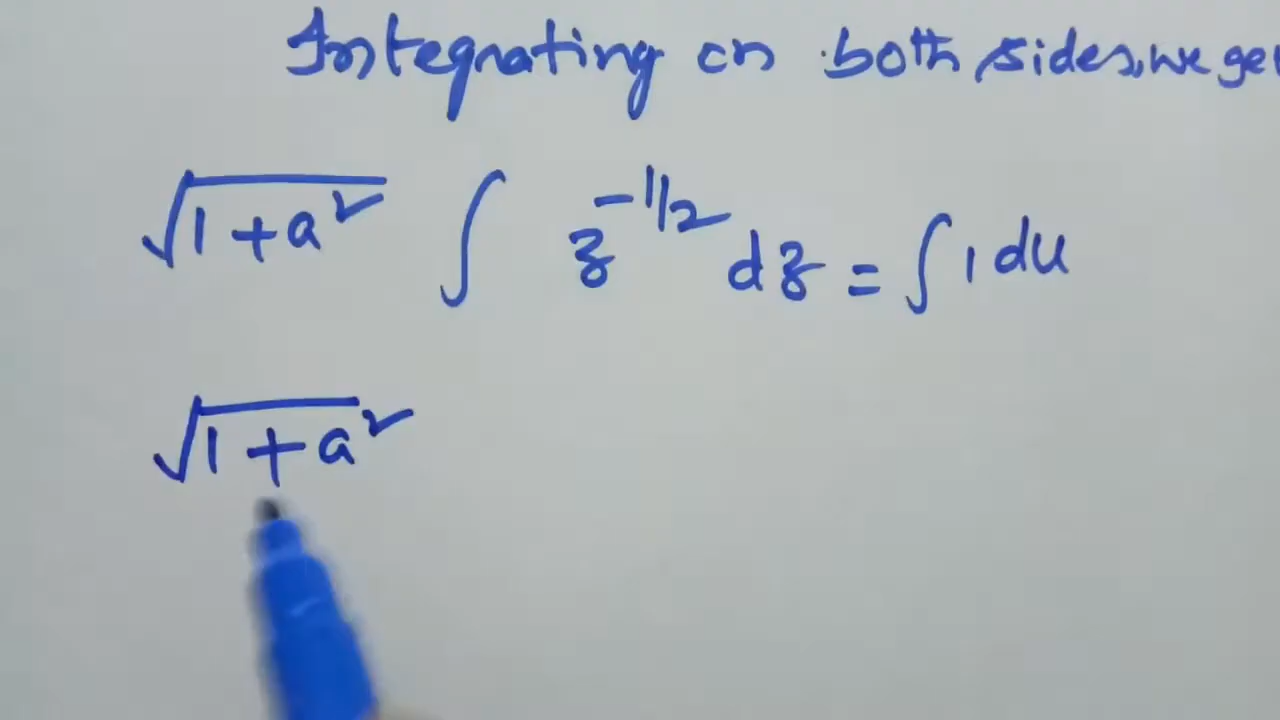 Integrating on both sides, we get
√1+a² ∫ z^-1/2 dz = ∫ 1 du
√1+a²